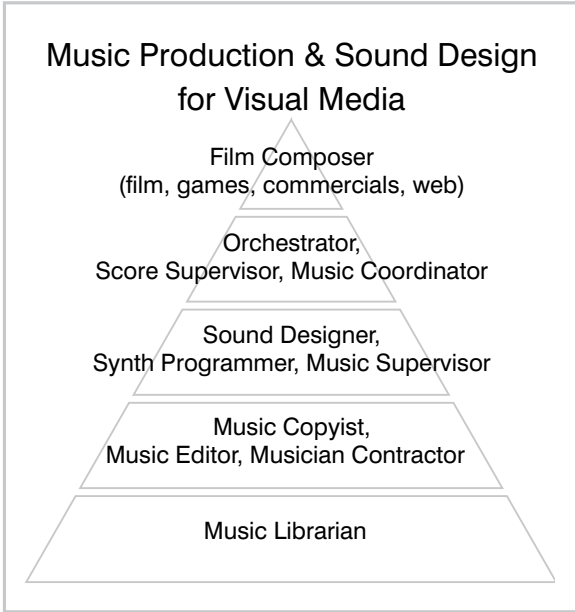 Music Production & Sound Design
for Visual Media
Film Composer
(film, games, commercials, web)
Orchestrator,
Score Supervisor, Music Coordinator
Sound Designer,
Synth Programmer, Music Supervisor
Music Copyist,
Music Editor, Musician Contractor
Music Librarian